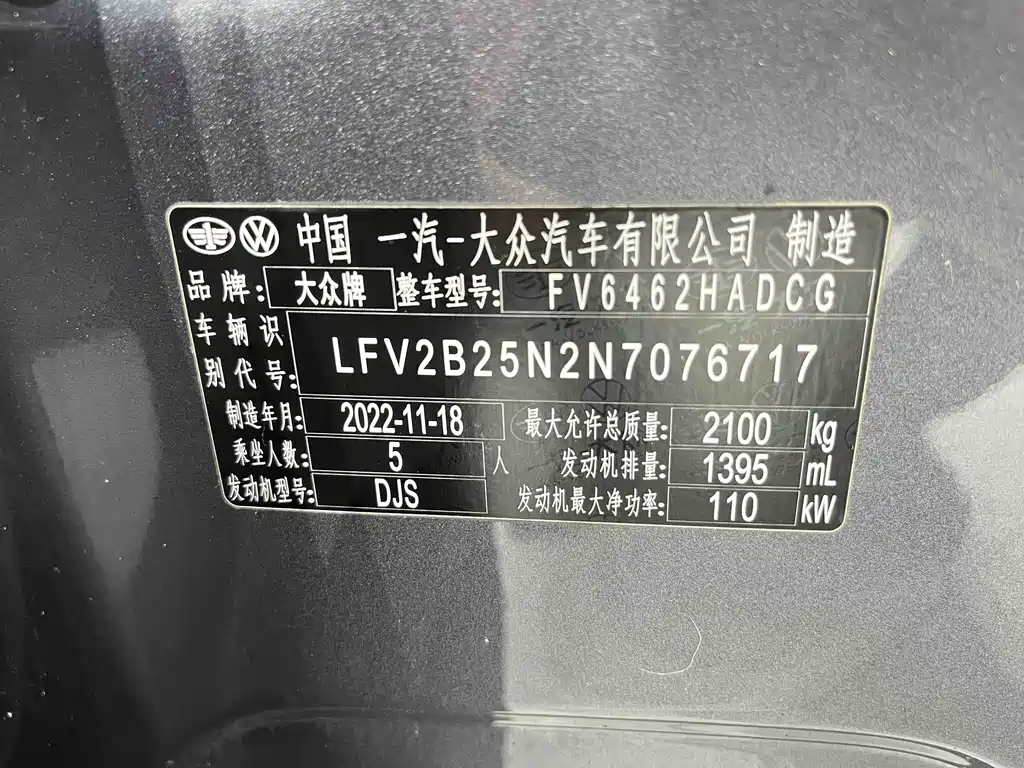 中国 一汽-大众汽车有限公司 制造
品牌: 大众牌 整车型号: FV6462HADCG
车辆识别代号: LFV2B25N2N7076717
制造年月: 2022-11-18 最大允许总质量: 2100 kg
乘坐人数: 5 人 发动机排量: 1395 mL
发动机型号: DJS 发动机最大净功率: 110 kW